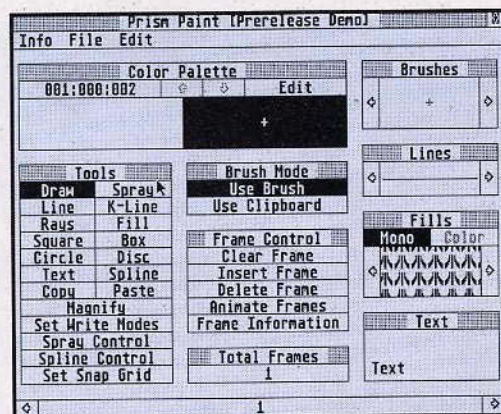 Prism Paint (Prerelease Demo)
Info File Edit
Color Palette
001:000:002 Edit
Brushes
Lines
Tools
Draw Spray
Line K-Line
Rays Fill
Square Box
Circle Disc
Text Spline
Copy Paste
Magnify
Set Write Modes
Spray Control
Spline Control
Set Snap Grid
Brush Mode
Use Brush
Use Clipboard
Frame Control
Clear Frame
Insert Frame
Delete Frame
Animate Frames
Frame Information
Total Frames
1
Fills
Mono Color
Text
Text
1